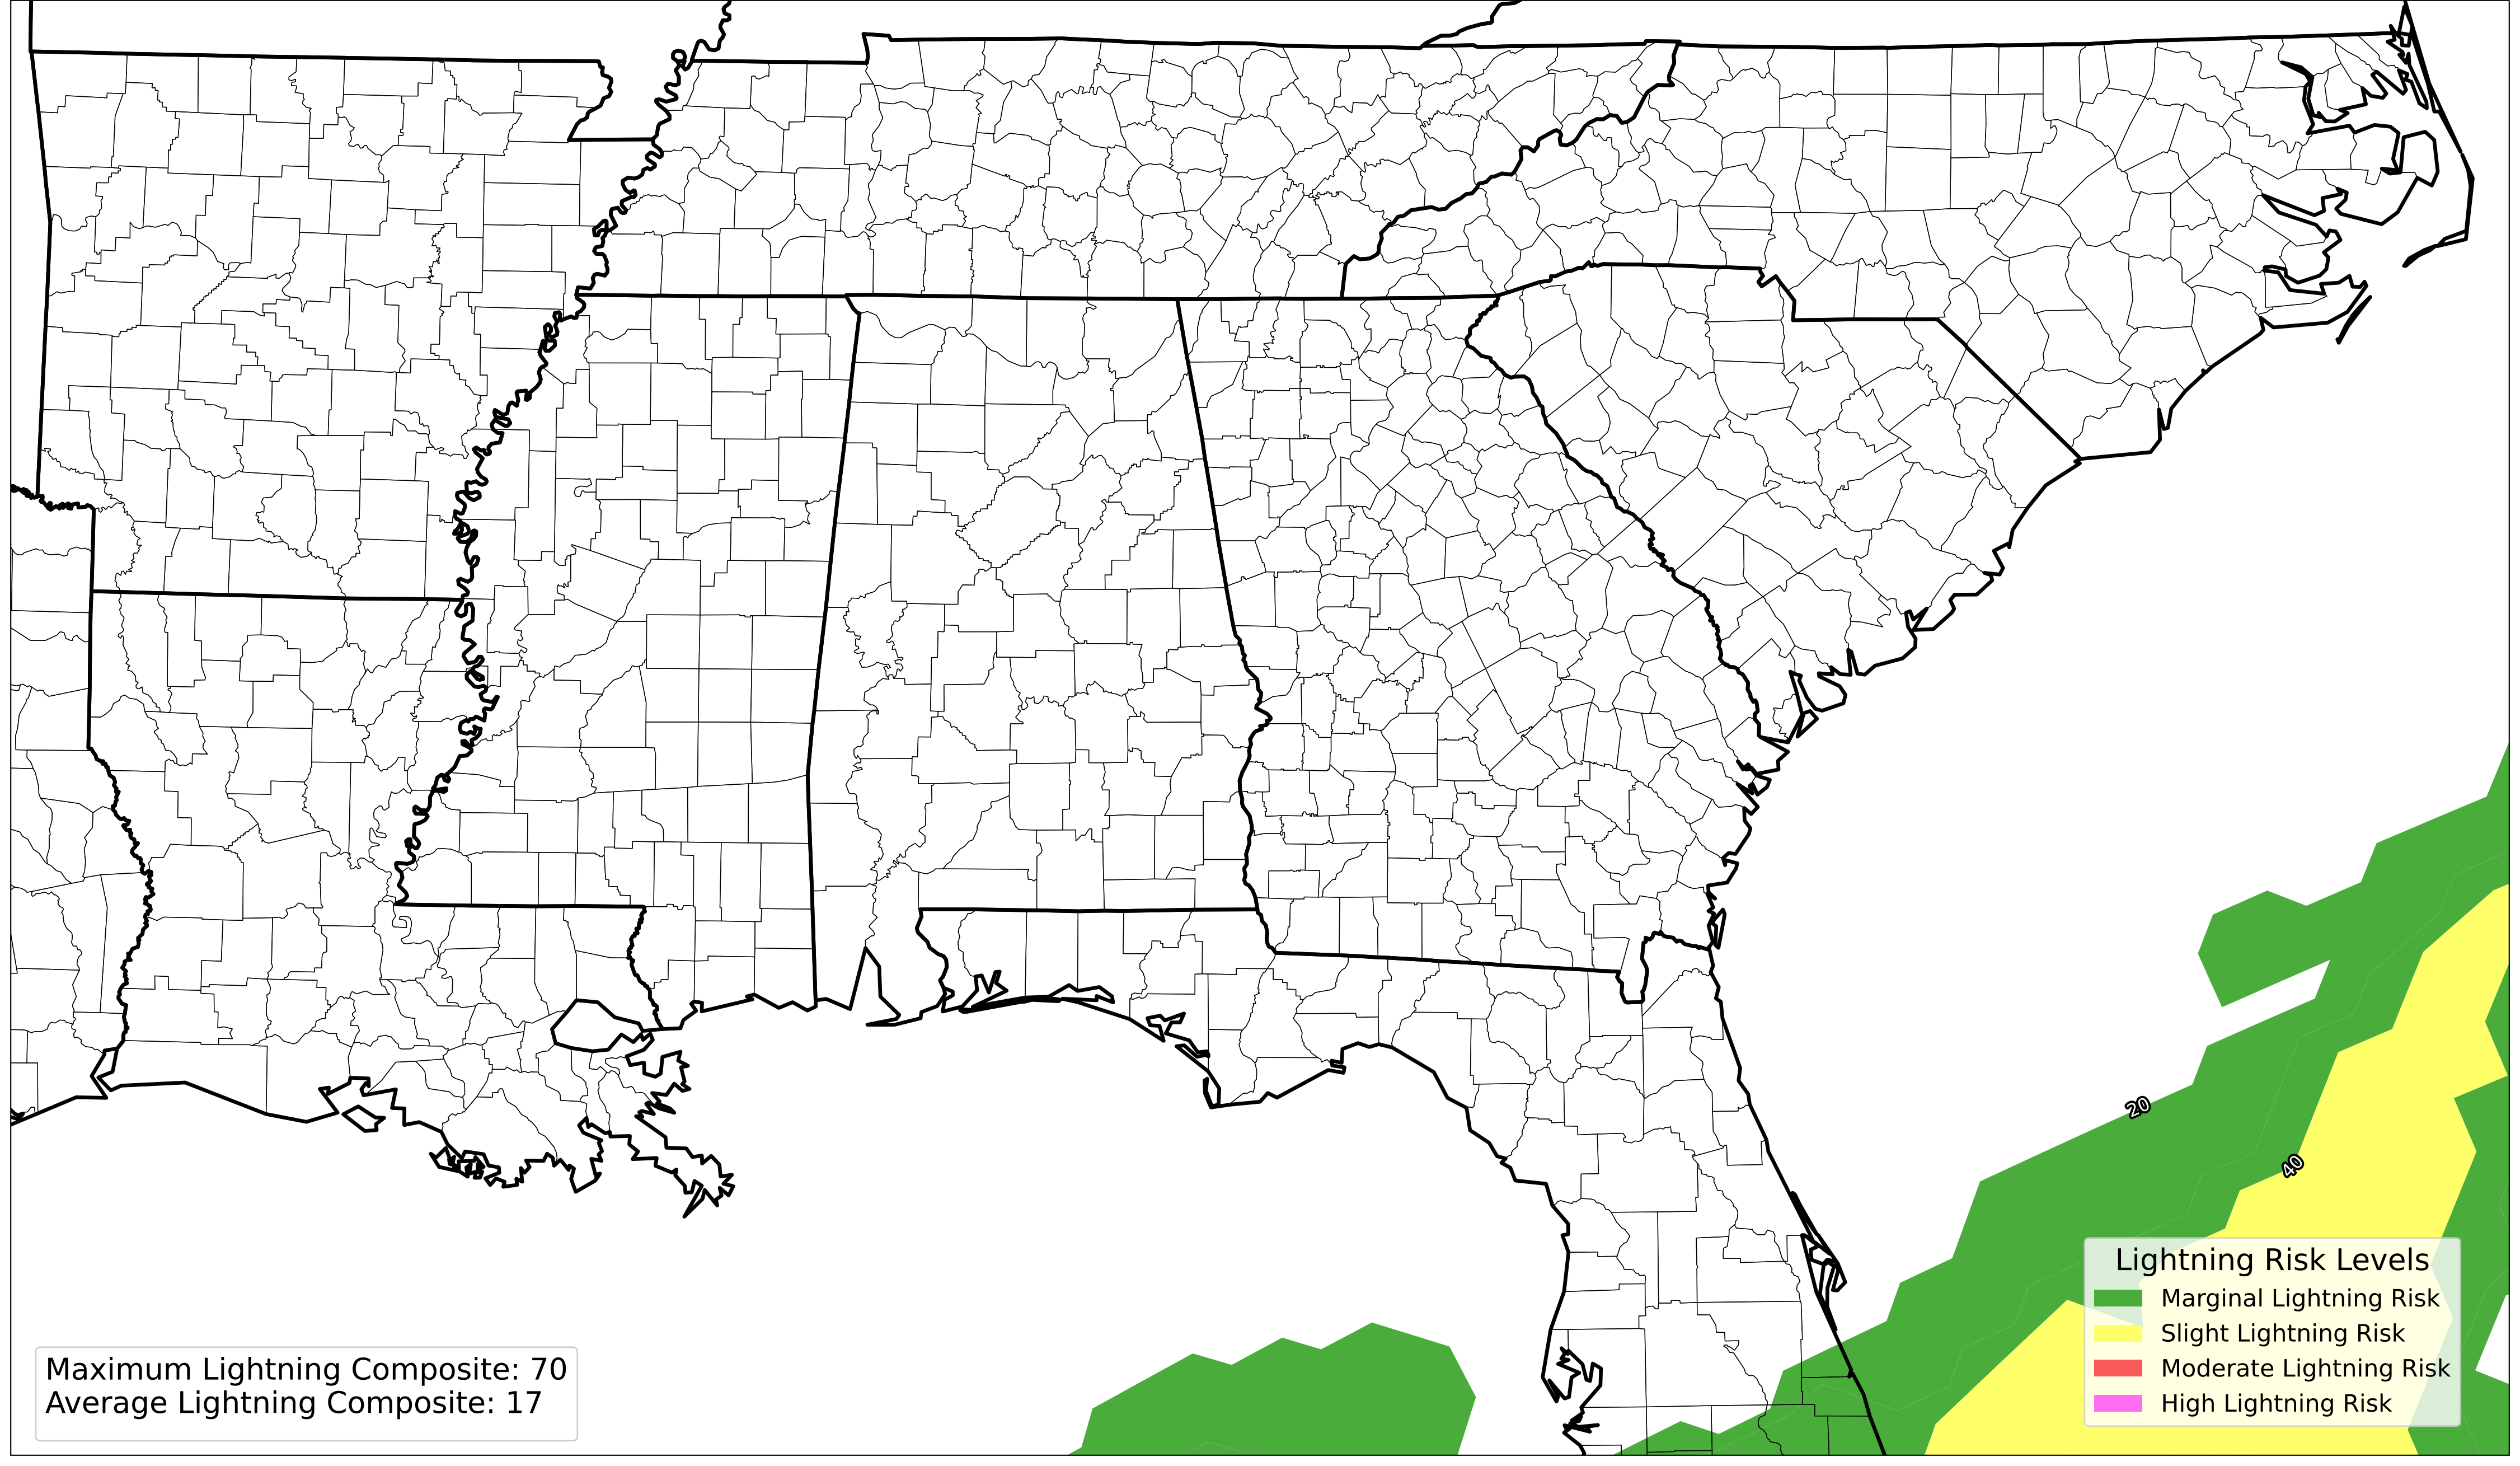 20
40
Lightning Risk Levels
Marginal Lightning Risk
Slight Lightning Risk
Moderate Lightning Risk
High Lightning Risk
Maximum Lightning Composite: 70
Average Lightning Composite: 17